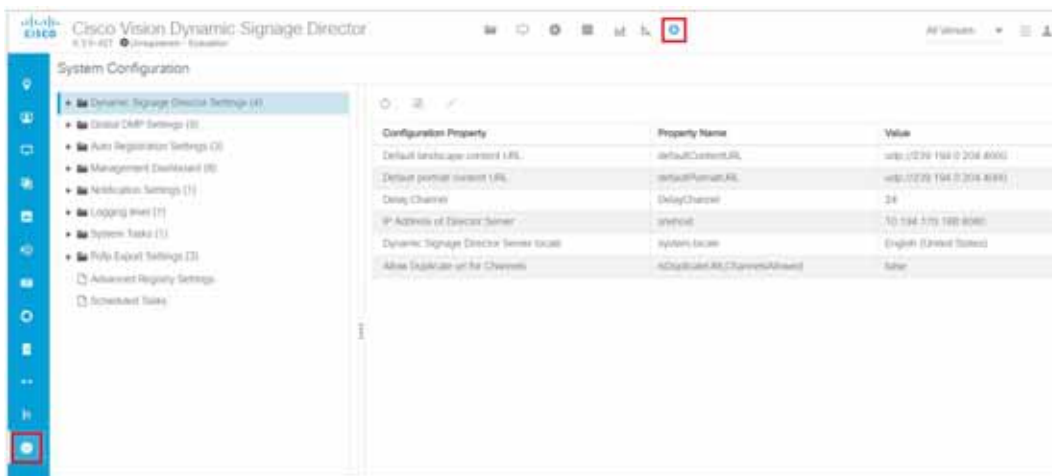 CISCO
Cisco Vision Dynamic Signage Director
All Venues
System Configuration
Dynamic Signage Director Settings (4)
Global DMP Settings
Auto Registration Settings (3)
Management Dashboard (8)
Notification Settings (1)
Logging level
System Tasks (1)
PoTo Export Settings
Advanced Registry Settings
Scheduled Tasks
Configuration Property Property Name Value
Default landscape content URL defaultContentURL
Default portrait content URL defaultPortraitURL
Delay Channel DelayChannel 24
IP Address of Director Server
Dynamic Signage Director Server locale system.locale English (United States)
Allow Duplicate url for Channels false